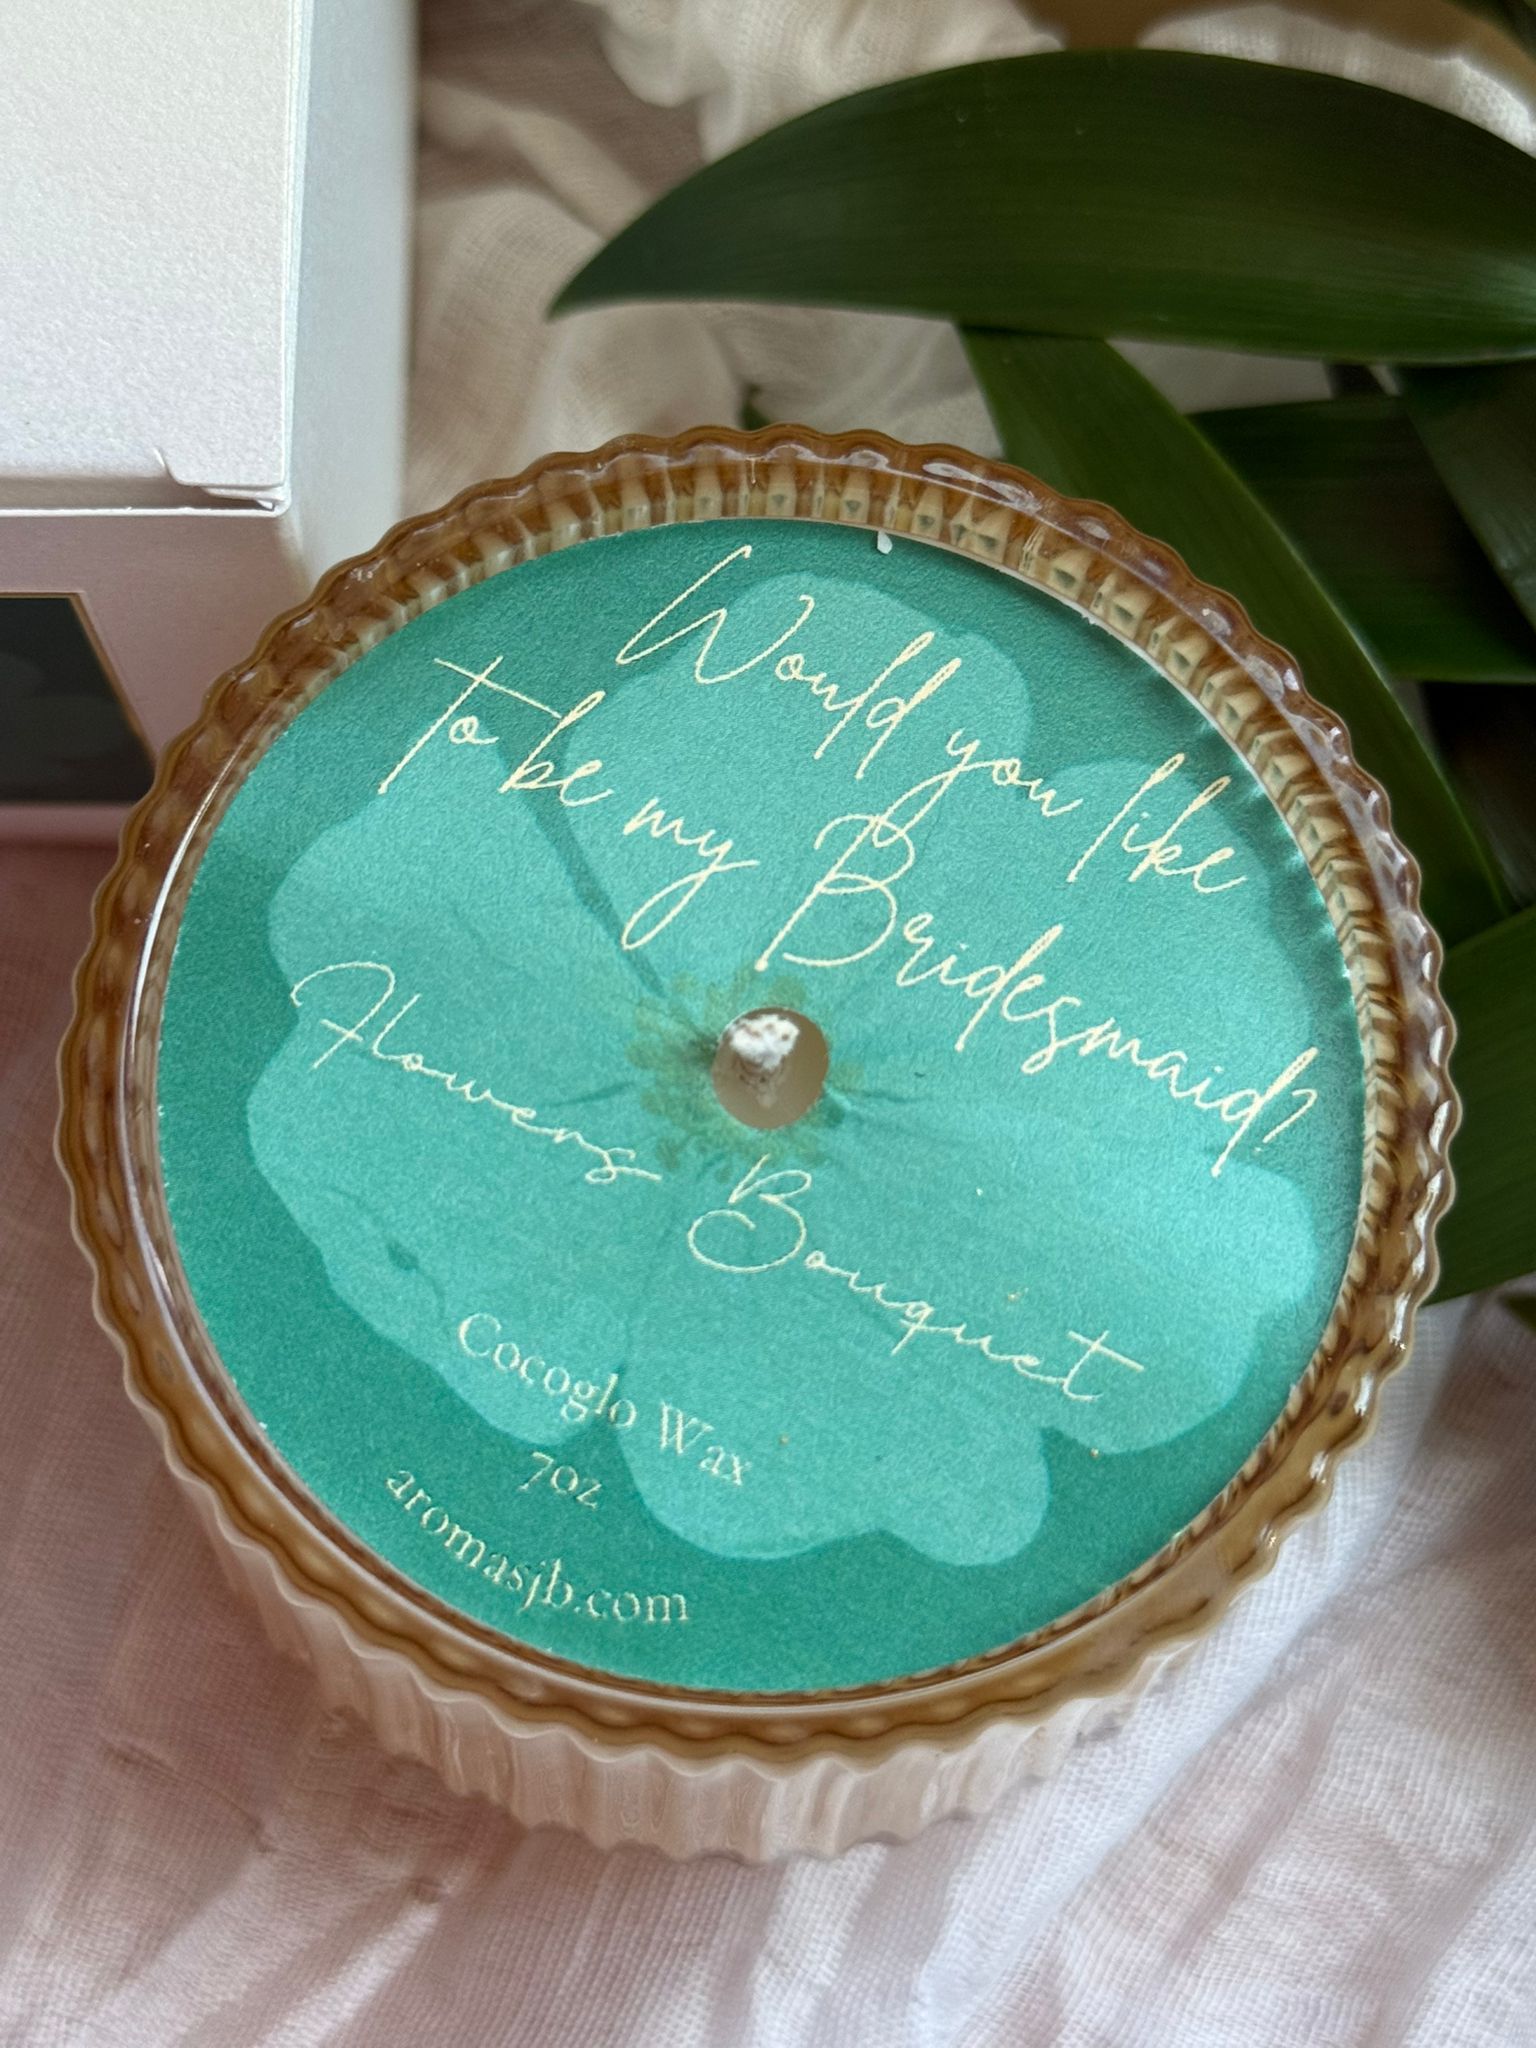 Would you like
to be my Bridesmaid?
Flowers Bouquet
Cocoglo Wax
7oz
aromasjb.com